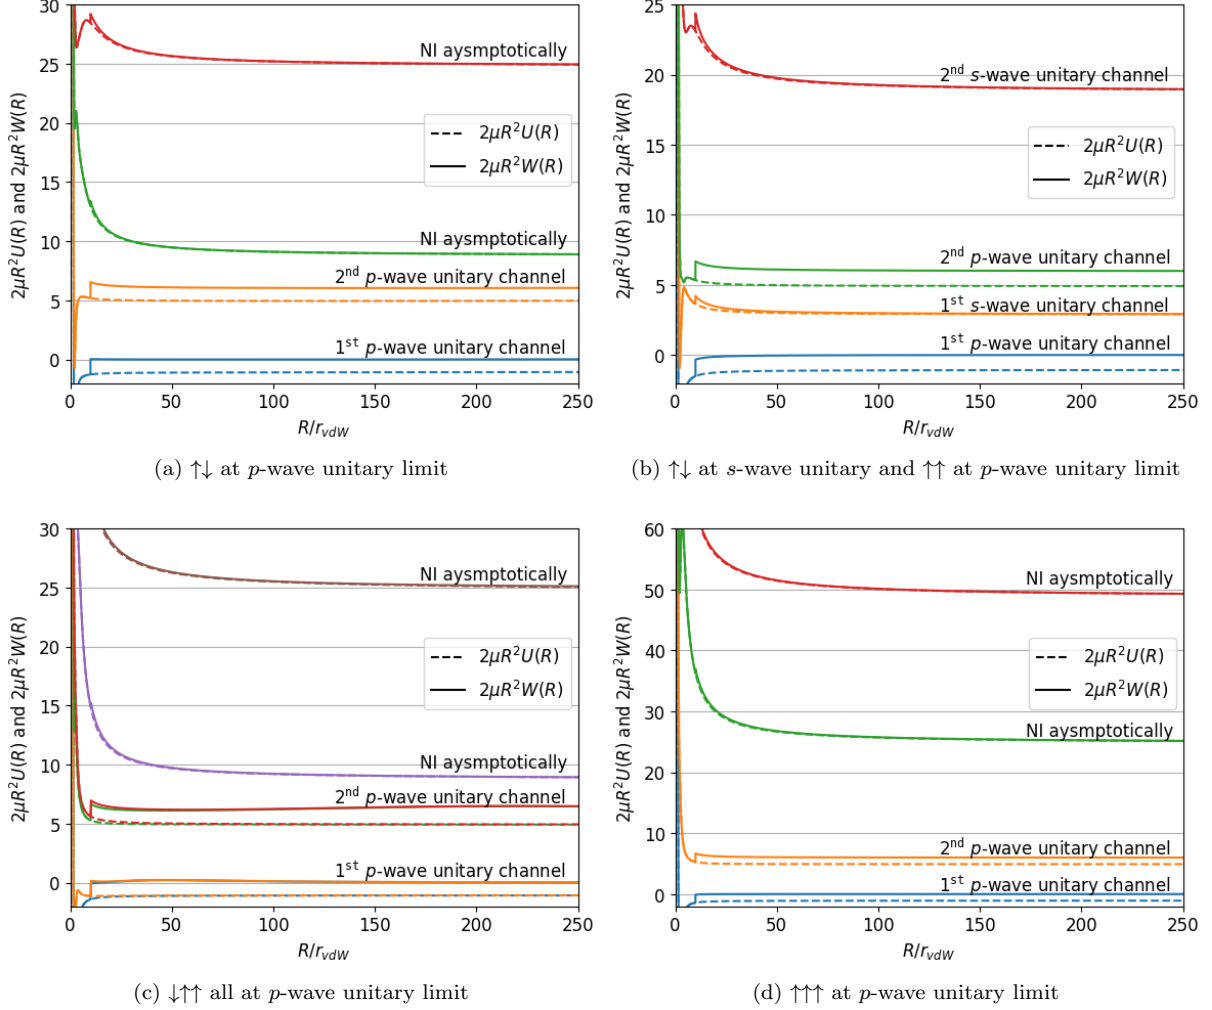 30
25
20
15
10
5
0
2μR²U(R) and 2μR²W(R)
NI aysmptotically
2μR²U(R)
2μR²W(R)
NI aysmptotically
2nd p-wave unitary channel
1st p-wave unitary channel
0 50 100 150 200 250
R/r_vdW
(a) ↑↓ at p-wave unitary limit
25
20
15
10
5
0
2μR²U(R) and 2μR²W(R)
2nd s-wave unitary channel
2μR²U(R)
2μR²W(R)
2nd p-wave unitary channel
1st s-wave unitary channel
1st p-wave unitary channel
0 50 100 150 200 250
R/r_vdW
(b) ↑↓ at s-wave unitary and ↑↑ at p-wave unitary limit
30
25
20
15
10
5
0
2μR²U(R) and 2μR²W(R)
NI aysmptotically
2μR²U(R)
2μR²W(R)
NI aysmptotically
2nd p-wave unitary channel
1st p-wave unitary channel
0 50 100 150 200 250
R/r_vdW
(c) ↓↑↑ all at p-wave unitary limit
60
50
40
30
20
10
0
2μR²U(R) and 2μR²W(R)
NI aysmptotically
2μR²U(R)
2μR²W(R)
NI aysmptotically
2nd p-wave unitary channel
1st p-wave unitary channel
0 50 100 150 200 250
R/r_vdW
(d) ↑↑↑ at p-wave unitary limit